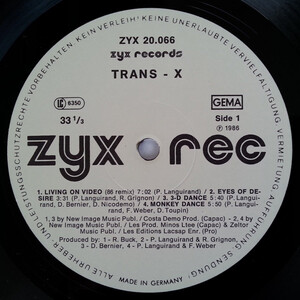 KEIN VERLEIH! KEINE UNERLAUBTE VERVIELFÄLTIGUNG, VERMIETUNG, AUFFÜHRUNG, SENDUNG!
ALLE URHEBER- UND LEISTUNGSSCHUTZRECHTE VORBEHALTEN
ZYX 20.066
zyx records
TRANS - X
LC 6350
GEMA
33 1/3
Side 1
℗ 1986
zyx rec
1. LIVING ON VIDEO (86 remix) 7:02 (P. Languirand) 2. EYES OF DE-
SIRE 3:31 (P. Languirand, R. Grignon) 3. 3-D DANCE 5:40 (P. Languirand,
D. Bernier, D. Nicodemo) 4. MONKEY DANCE 5:50 (P. Languirand,
F. Weber, D. Toupin)
1, 3 by New Image Music Publ. / Costa Demo Prod. (Capac) - 2, 4 by
New Image Music Publ. / Les Prod. Minos Ltee (Capac) & Zeltor
Music Publ. / Les Editions Lacsap Enr. (Pro)
Produced by: 1 - R. Buck, 2 - P. Languirand & R. Grignon,
3 - D. Bernier, 4 - P. Languirand & F. Weber
MADE IN GERMANY